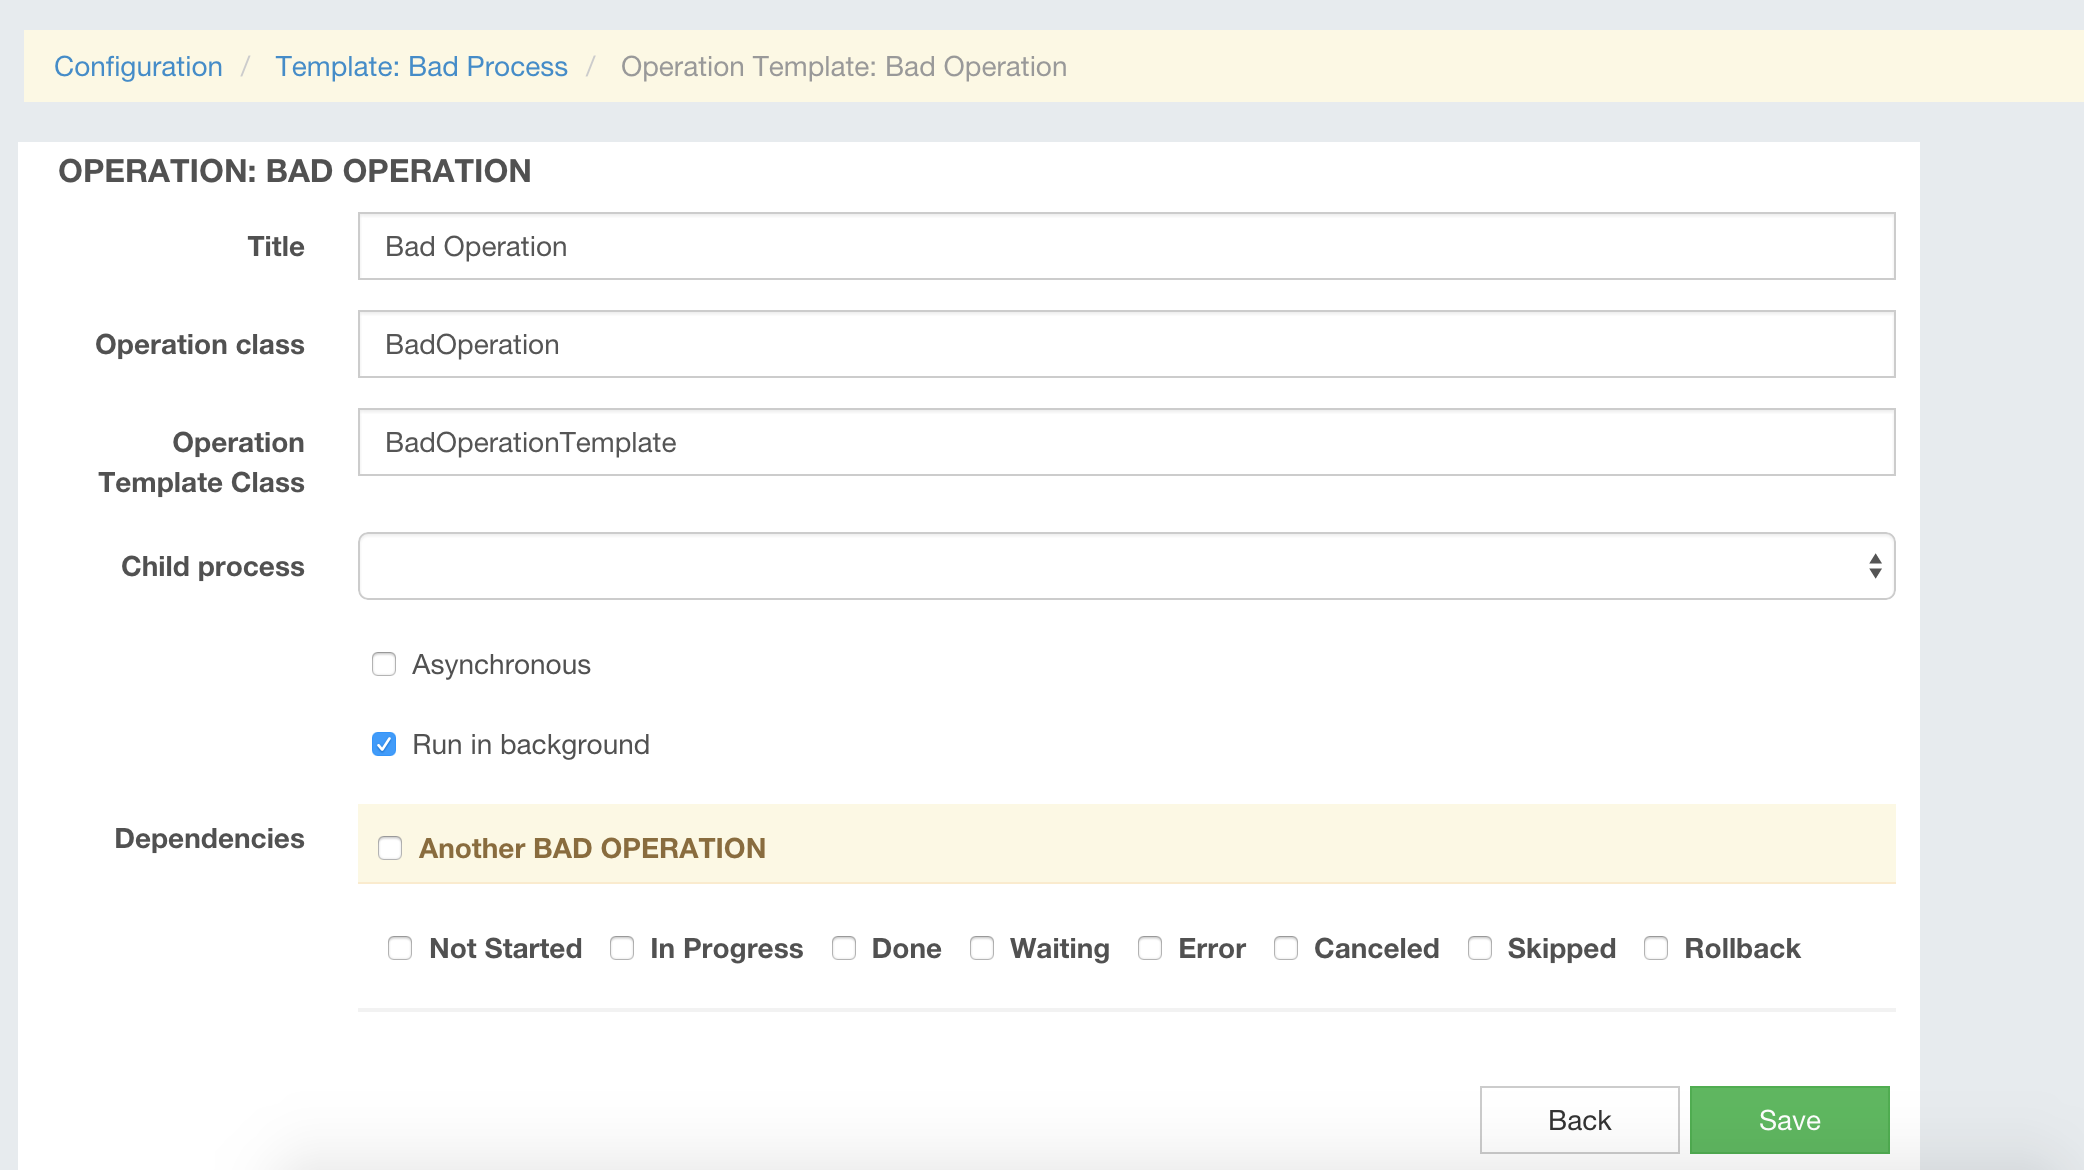 Configuration / Template: Bad Process / Operation Template: Bad Operation
OPERATION: BAD OPERATION
Title Bad Operation
Operation class BadOperation
Operation BadOperationTemplate
Template Class
Child process
Asynchronous
Run in background
Dependencies Another BAD OPERATION
Not Started In Progress Done Waiting Error Canceled Skipped Rollback
Back Save